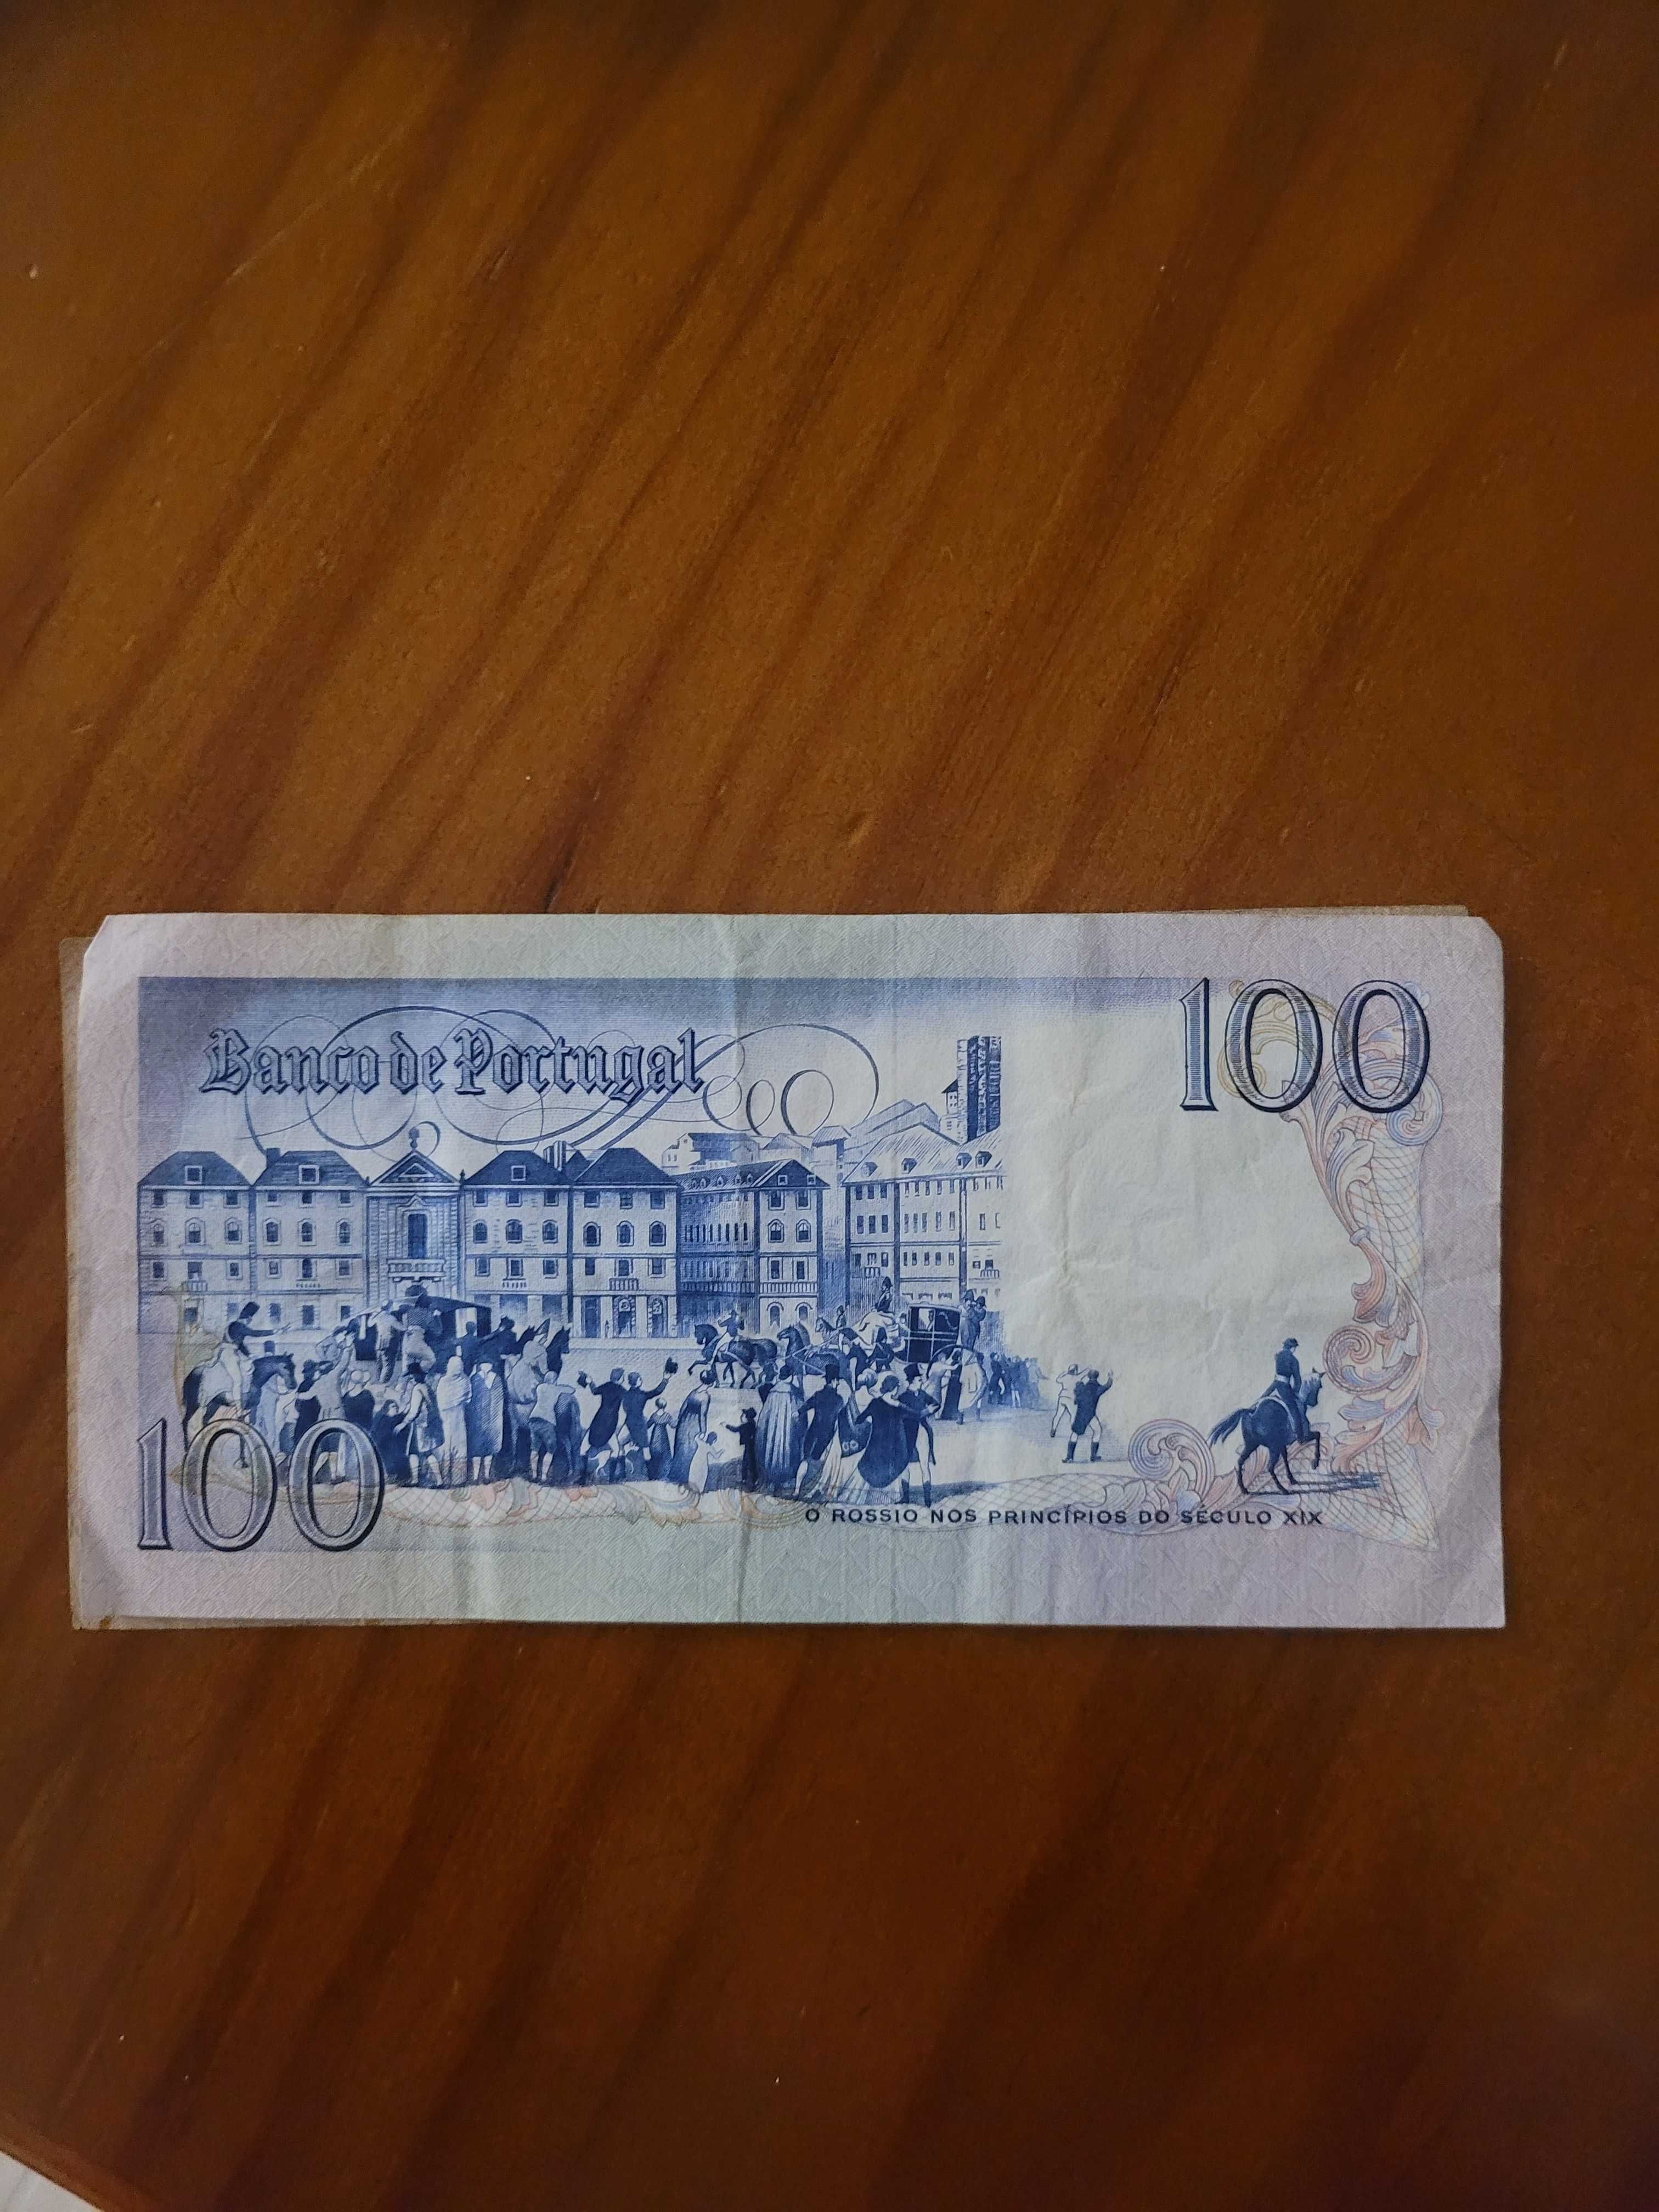 Banco de Portugal
100
100
O ROSSIO NOS PRINCÍPIOS DO SÉCULO XIX